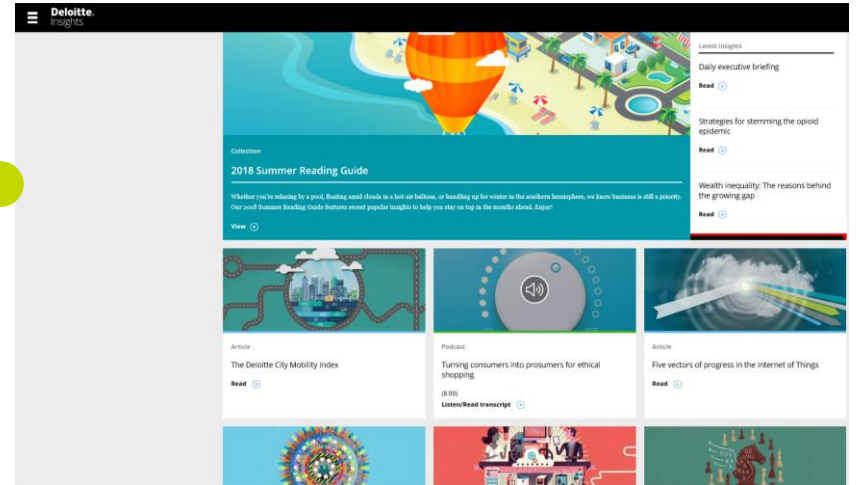 Deloitte.
Insights
Latest insights
Daily executive briefing
Read
Strategies for stemming the opioid
epidemic
Read
Wealth inequality: The reasons behind
the growing gap
Read
Collection
2018 Summer Reading Guide
Whether you're relaxing by a pool, floating amid clouds in a hot-air balloon, or bundling up for winter in the southern hemisphere, we know business is still a priority.
Our 2018 Summer Reading Guide features recent popular insights to help you stay on top in the months ahead. Enjoy!
View
Article
The Deloitte City Mobility Index
Read
Podcast
Turning consumers into prosumers for ethical
shopping
(8:00)
Listen/Read transcript
Article
Five vectors of progress in the Internet of Things
Read